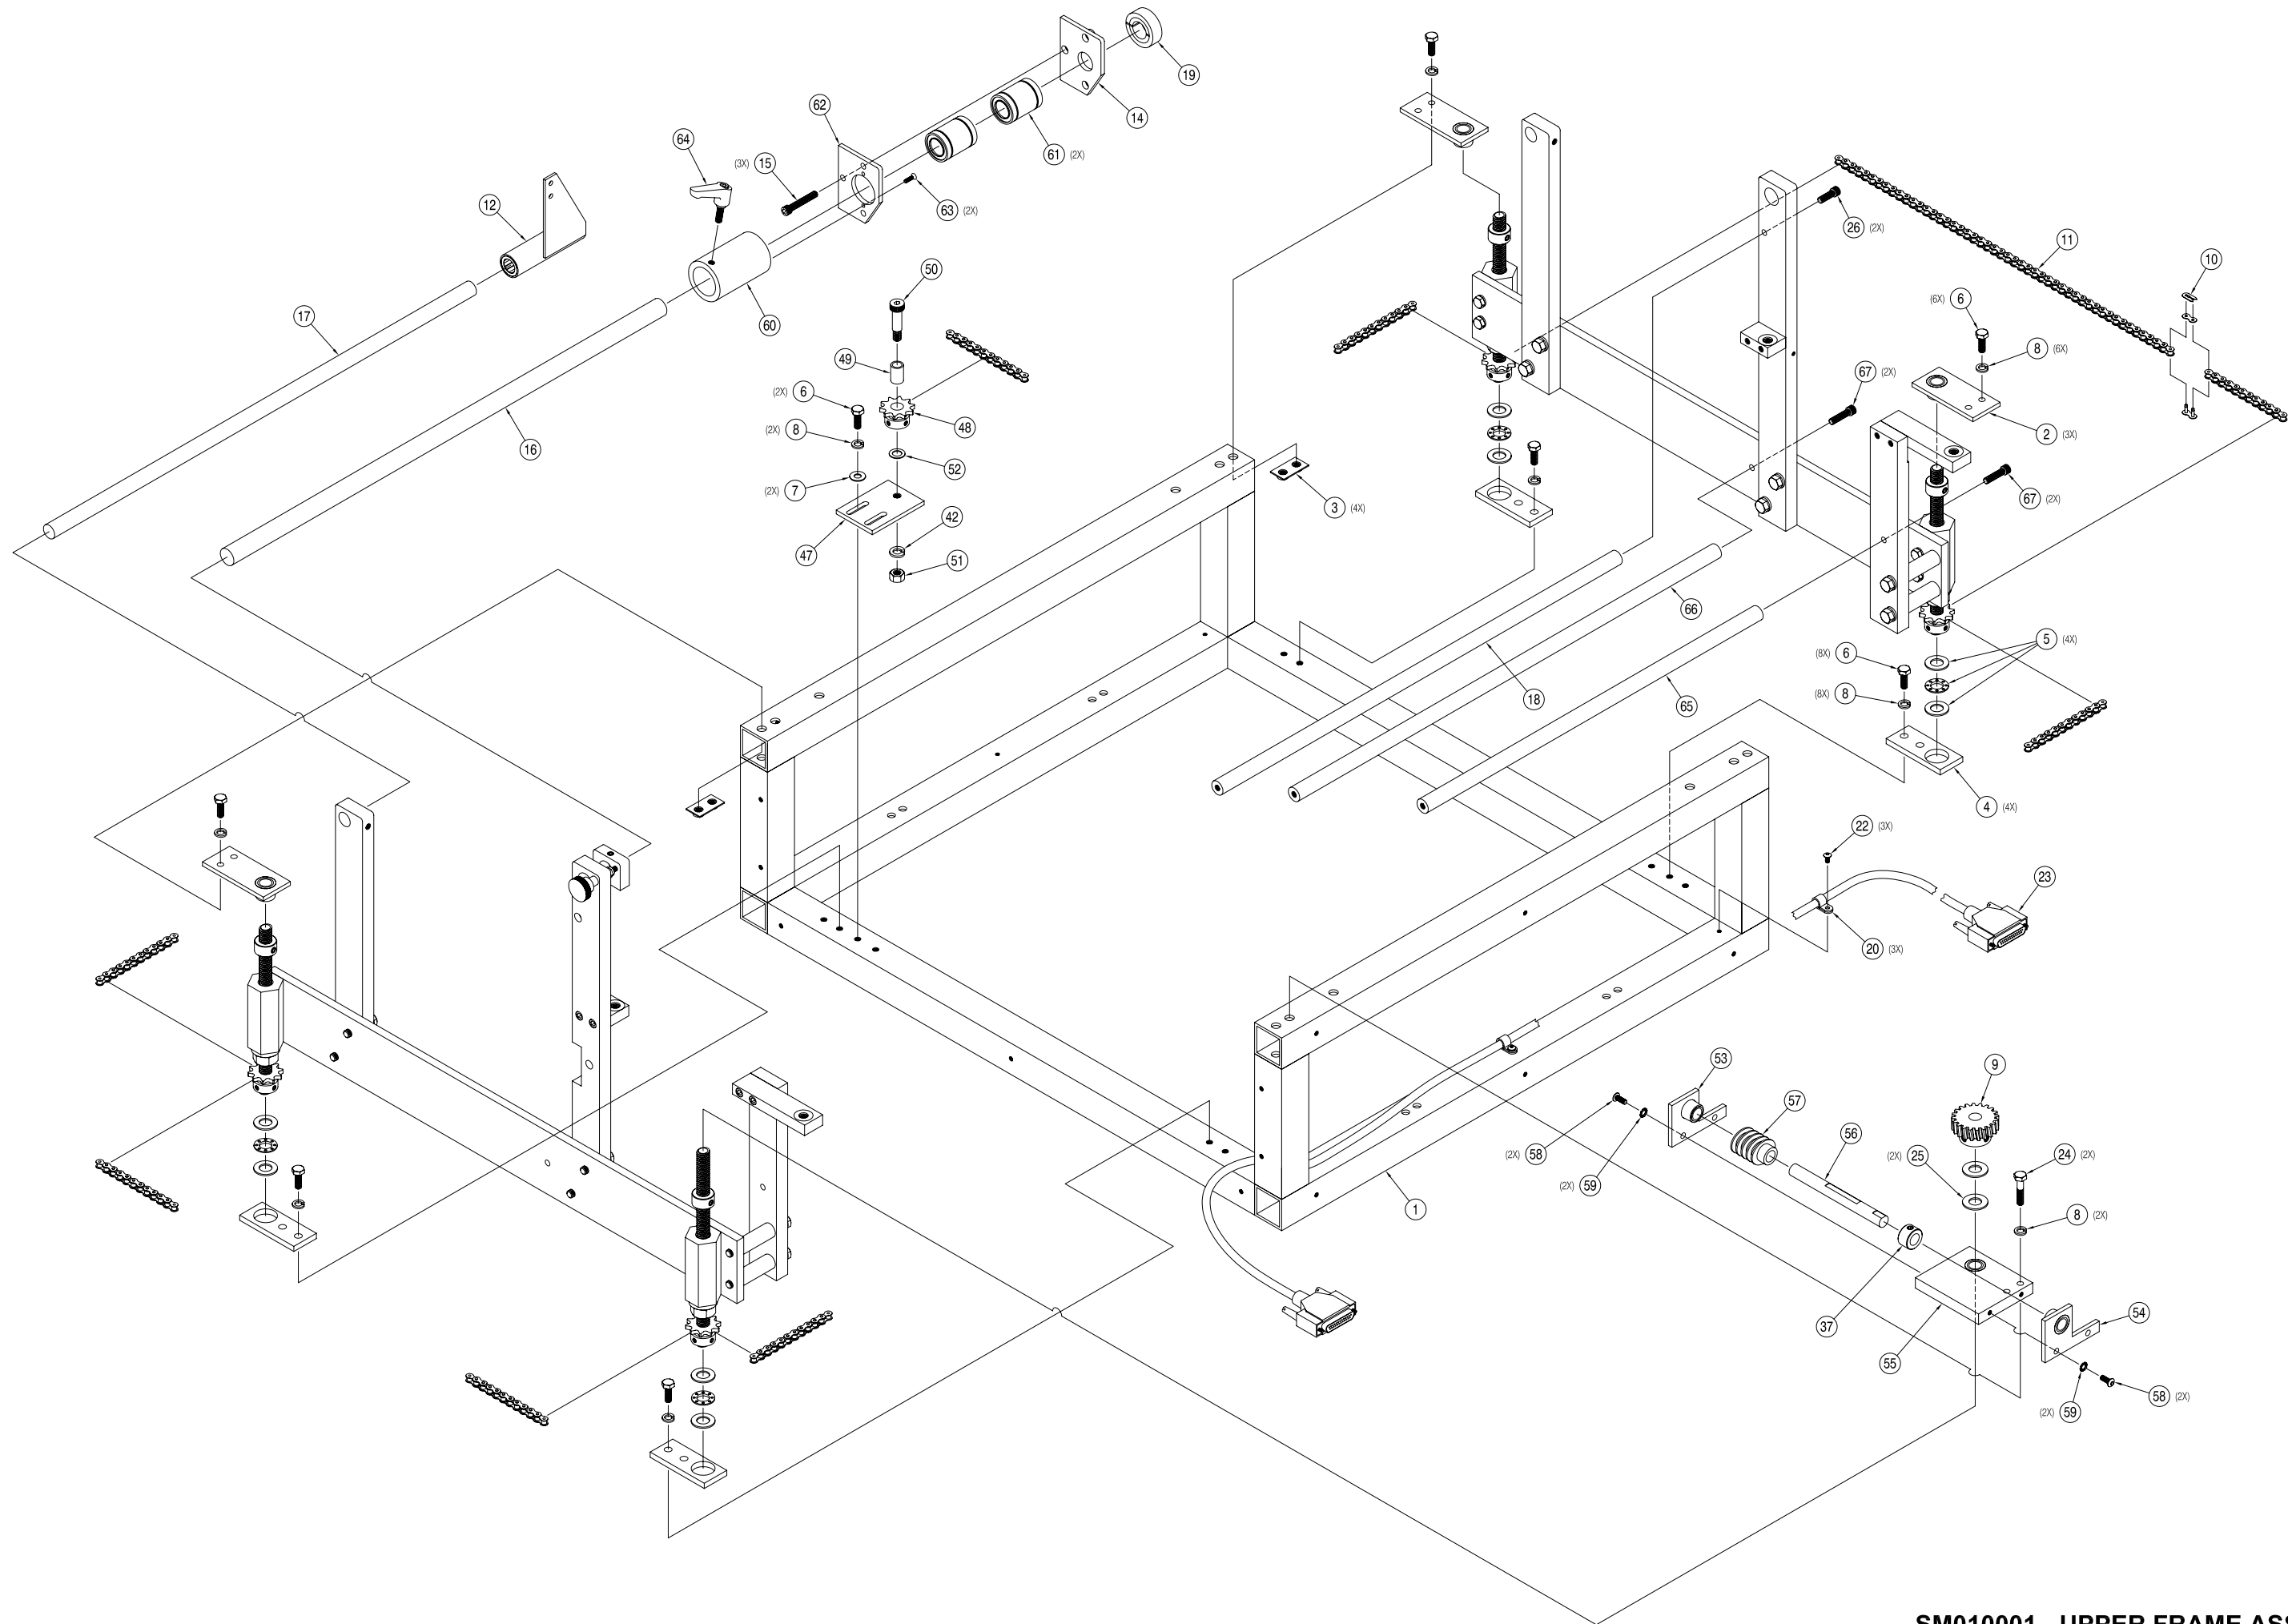 19
14
62
61 (2X)
64
(3X) 15
63 (2X)
12
26 (2X)
11
10
50
(6X) 6
17
60
49
8 (6X)
(2X) 6
67 (2X)
48
(2X) 8
2 (3X)
16
52
(2X) 7
67 (2X)
3 (4X)
42
47
51
66
5 (4X)
(8X) 6
18
(8X) 8
65
4 (4X)
22 (3X)
23
20 (3X)
53
9
57
56
(2X) 58
(2X) 25
24 (2X)
(2X) 59
1
8 (2X)
54
37
55
58 (2X)
(2X) 59
SM010001 - UPPER FRAME ASS